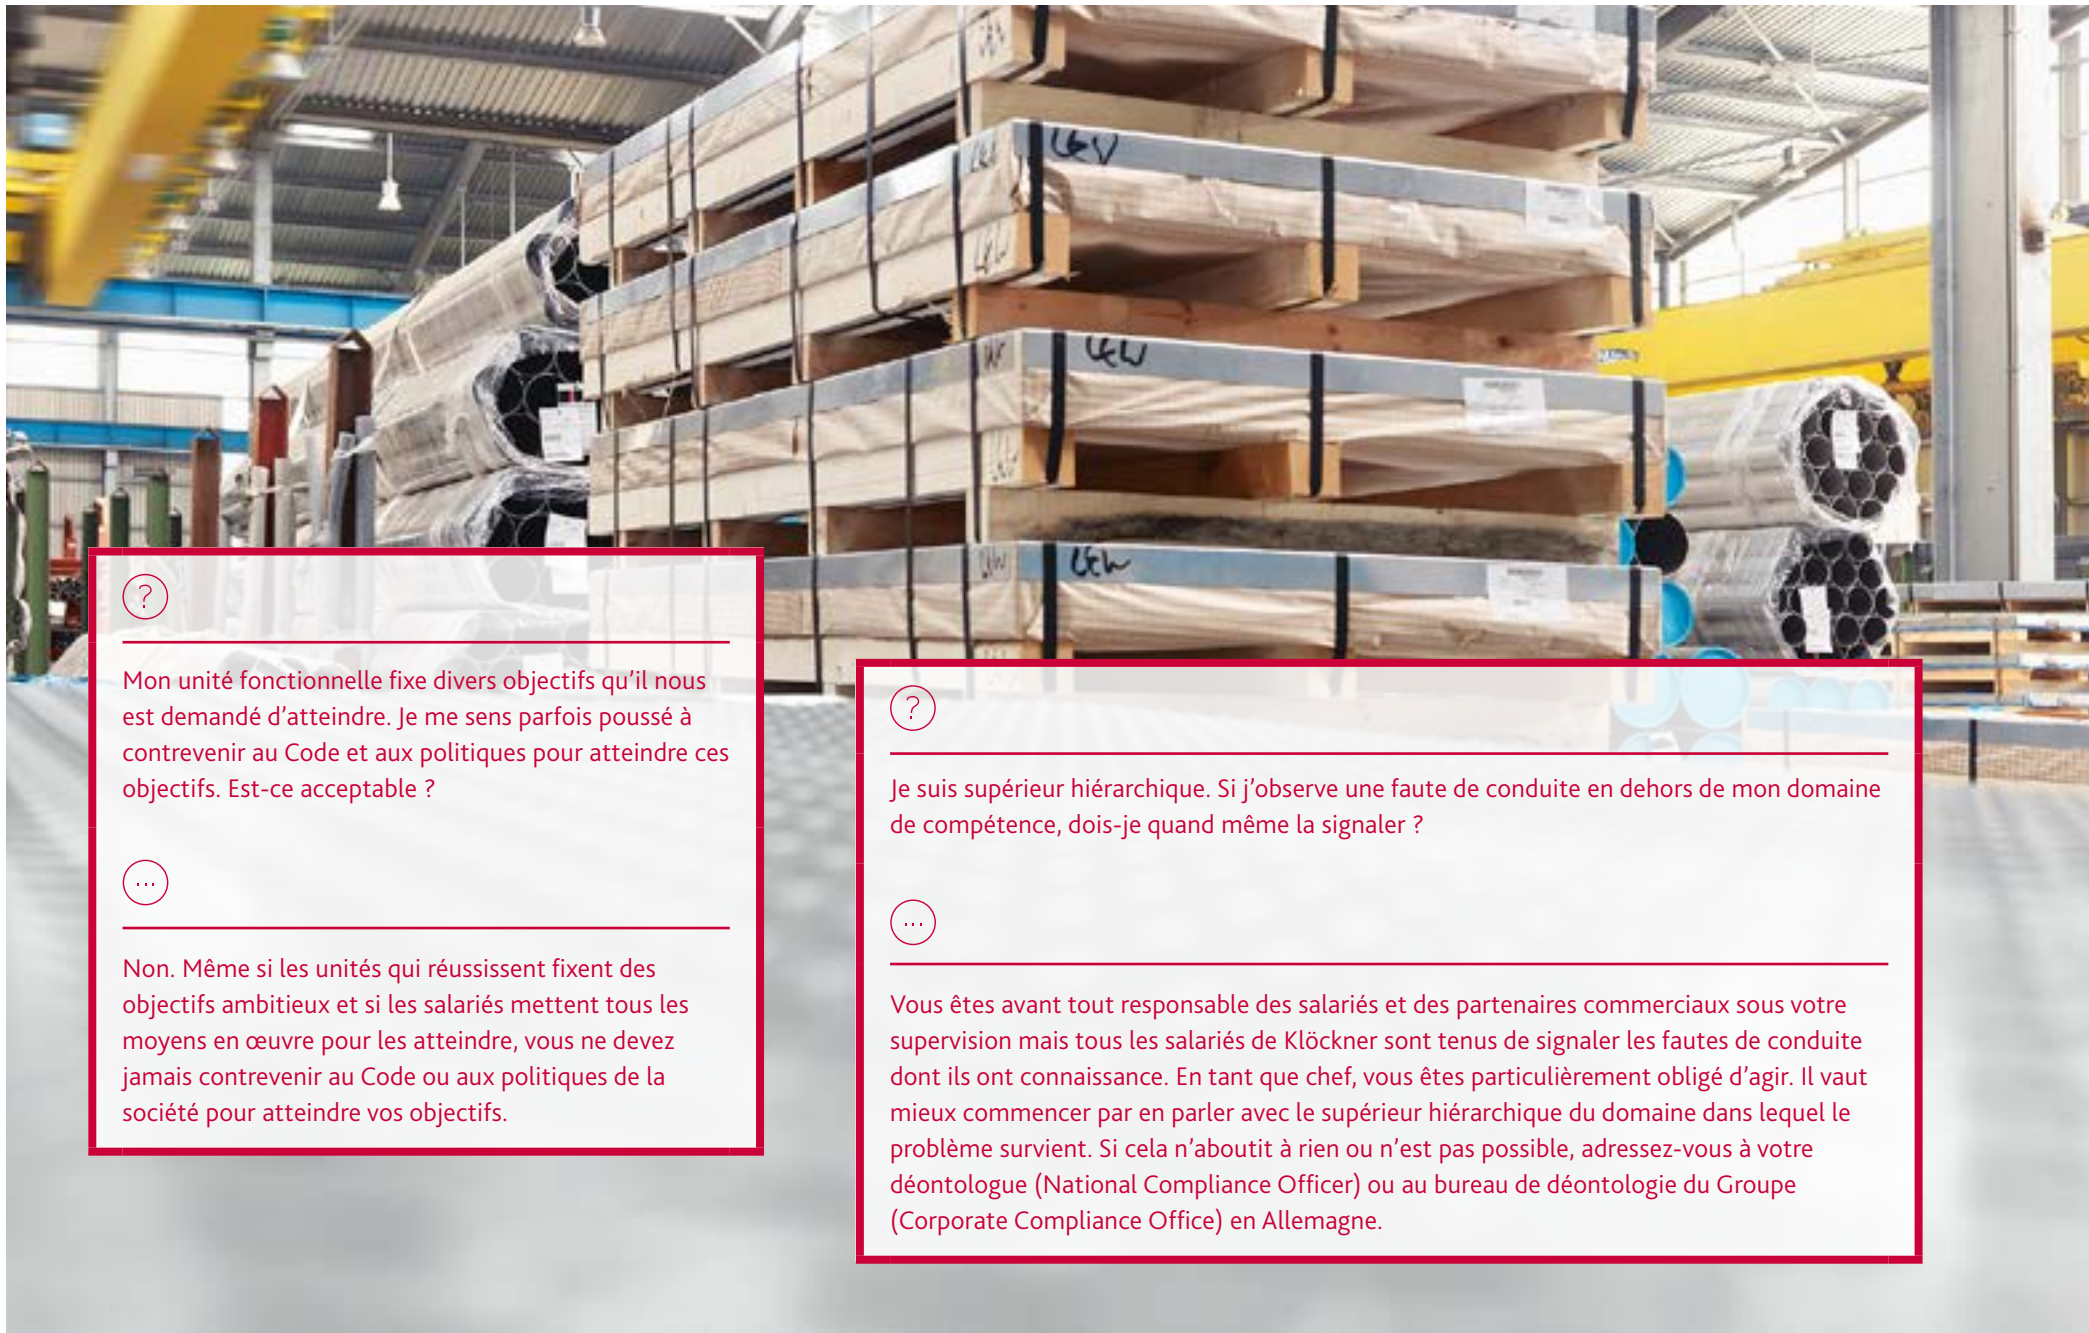 ?
Mon unité fonctionnelle fixe divers objectifs qu'il nous
est demandé d'atteindre. Je me sens parfois poussé à
contrevenir au Code et aux politiques pour atteindre ces
objectifs. Est-ce acceptable ?
...
Non. Même si les unités qui réussissent fixent des
objectifs ambitieux et si les salariés mettent tous les
moyens en œuvre pour les atteindre, vous ne devez
jamais contrevenir au Code ou aux politiques de la
société pour atteindre vos objectifs.
?
Je suis supérieur hiérarchique. Si j'observe une faute de conduite en dehors de mon domaine
de compétence, dois-je quand même la signaler ?
...
Vous êtes avant tout responsable des salariés et des partenaires commerciaux sous votre
supervision mais tous les salariés de Klöckner sont tenus de signaler les fautes de conduite
dont ils ont connaissance. En tant que chef, vous êtes particulièrement obligé d'agir. Il vaut
mieux commencer par en parler avec le supérieur hiérarchique du domaine dans lequel le
problème survient. Si cela n'aboutit à rien ou n'est pas possible, adressez-vous à votre
déontologue (National Compliance Officer) ou au bureau de déontologie du Groupe
(Corporate Compliance Office) en Allemagne.